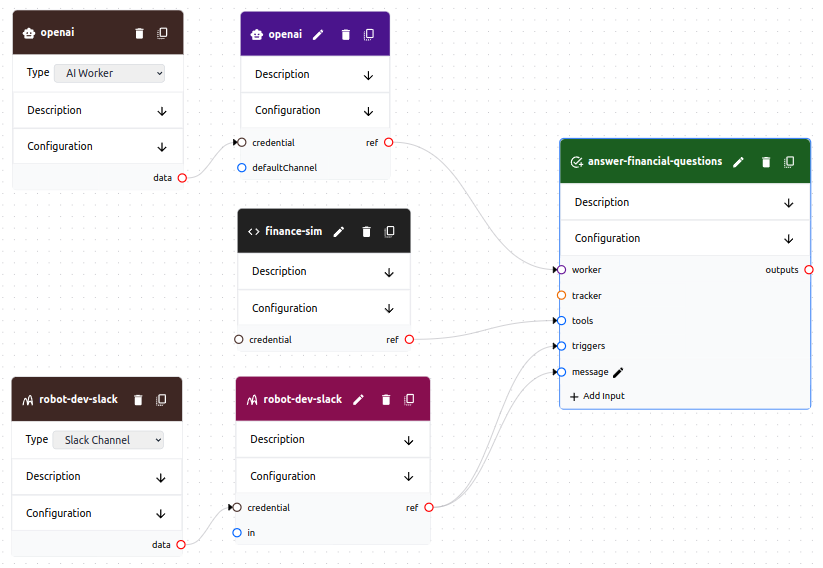 openai
Type AI Worker
Description
Configuration
data
openai
Description
Configuration
credential ref
defaultChannel
finance-sim
Description
Configuration
credential ref
robot-dev-slack
Type Slack Channel
Description
Configuration
data
robot-dev-slack
Description
Configuration
credential ref
in
answer-financial-questions
Description
Configuration
worker outputs
tracker
tools
triggers
message
+ Add Input